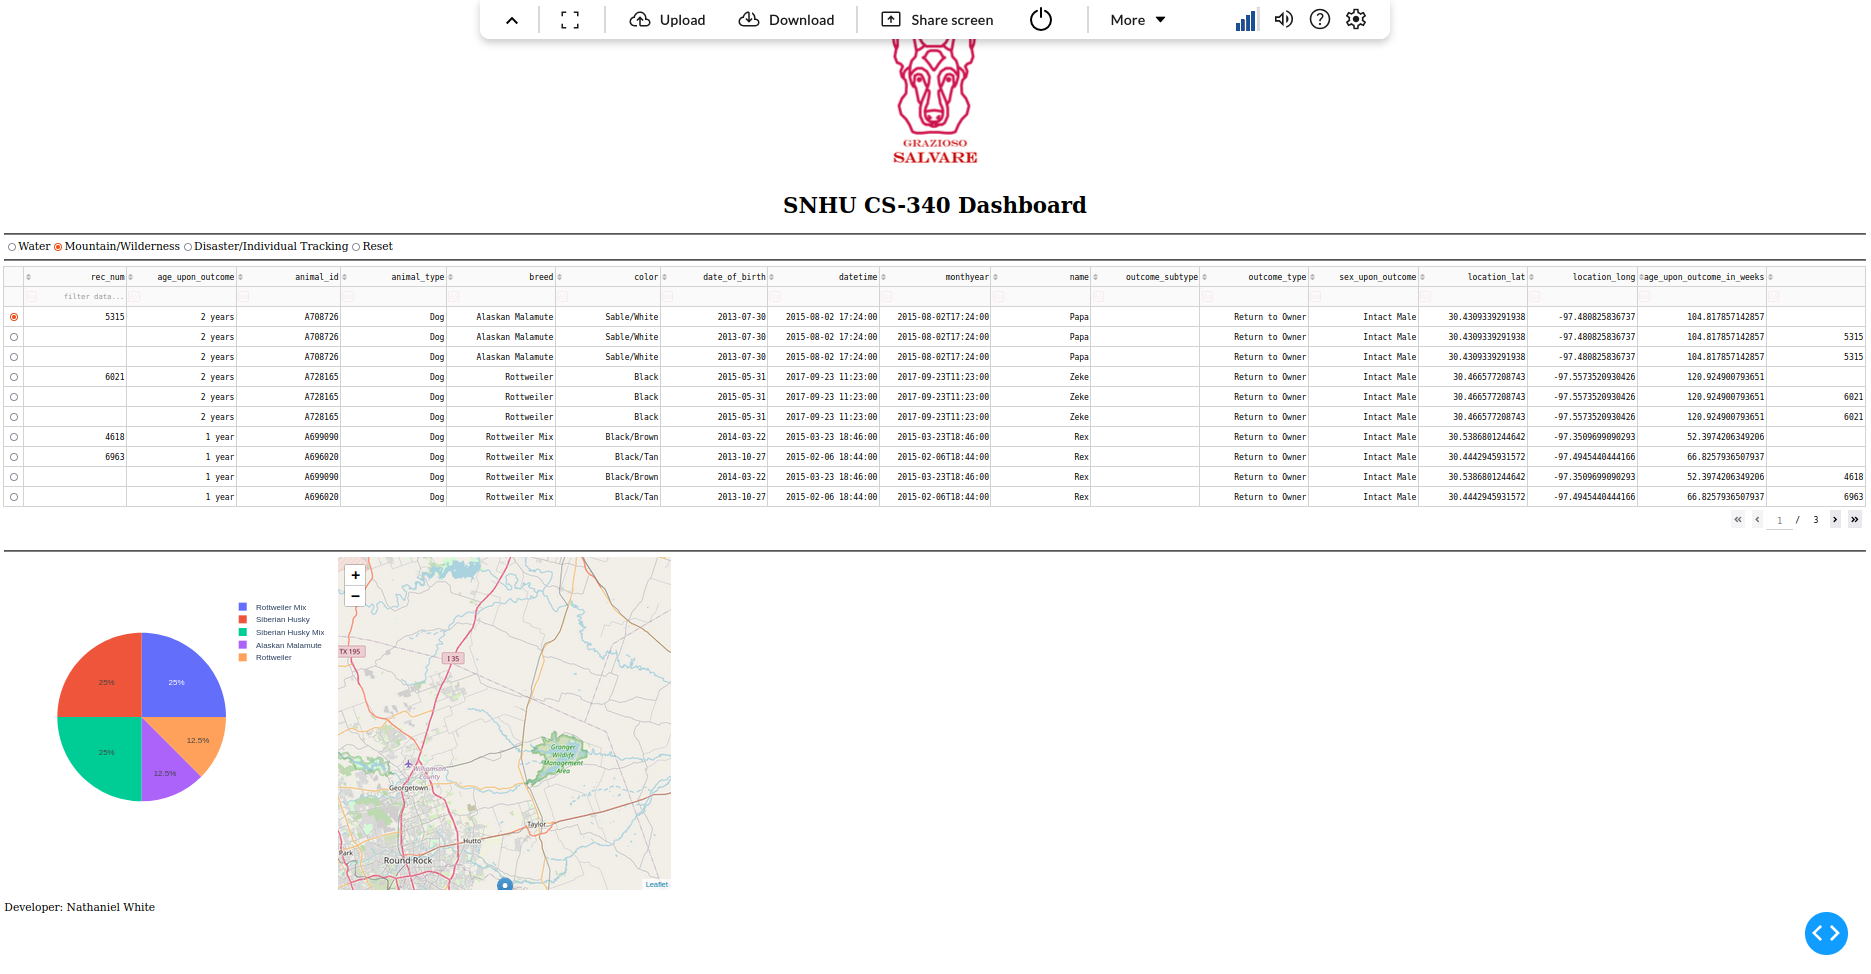 Upload Download Share screen More
GRAZIOSO
SALVARE
SNHU CS-340 Dashboard
Water Mountain/Wilderness Disaster/Individual Tracking Reset
rec_num age_upon_outcome animal_id animal_type breed color date_of_birth datetime monthyear name outcome_subtype outcome_type sex_upon_outcome location_lat location_long age_upon_outcome_in_weeks
filter data...
5315 2 years A708726 Dog Alaskan Malamute Sable/White 2013-07-30 2015-08-02 17:24:00 2015-08-02T17:24:00 Papa Return to Owner Intact Male 30.4309339291938 -97.480825836737 104.817857142857
2 years A708726 Dog Alaskan Malamute Sable/White 2013-07-30 2015-08-02 17:24:00 2015-08-02T17:24:00 Papa Return to Owner Intact Male 30.4309339291938 -97.480825836737 104.817857142857 5315
2 years A708726 Dog Alaskan Malamute Sable/White 2013-07-30 2015-08-02 17:24:00 2015-08-02T17:24:00 Papa Return to Owner Intact Male 30.4309339291938 -97.480825836737 104.817857142857 5315
6021 2 years A728165 Dog Rottweiler Black 2015-05-31 2017-09-23 11:23:00 2017-09-23T11:23:00 Zeke Return to Owner Intact Male 30.466577208743 -97.5573520930426 120.924900793651
2 years A728165 Dog Rottweiler Black 2015-05-31 2017-09-23 11:23:00 2017-09-23T11:23:00 Zeke Return to Owner Intact Male 30.466577208743 -97.5573520930426 120.924900793651 6021
2 years A728165 Dog Rottweiler Black 2015-05-31 2017-09-23 11:23:00 2017-09-23T11:23:00 Zeke Return to Owner Intact Male 30.466577208743 -97.5573520930426 120.924900793651 6021
4618 1 year A699090 Dog Rottweiler Mix Black/Brown 2014-03-22 2015-03-23 18:46:00 2015-03-23T18:46:00 Rex Return to Owner Intact Male 30.5386801244642 -97.3509699090293 52.3974206349206
6963 1 year A696020 Dog Rottweiler Mix Black/Tan 2013-10-27 2015-02-06 18:44:00 2015-02-06T18:44:00 Rex Return to Owner Intact Male 30.4442945931572 -97.4945440444166 66.8257936507937
1 year A699090 Dog Rottweiler Mix Black/Brown 2014-03-22 2015-03-23 18:46:00 2015-03-23T18:46:00 Rex Return to Owner Intact Male 30.5386801244642 -97.3509699090293 52.3974206349206 4618
1 year A696020 Dog Rottweiler Mix Black/Tan 2013-10-27 2015-02-06 18:44:00 2015-02-06T18:44:00 Rex Return to Owner Intact Male 30.4442945931572 -97.4945440444166 66.8257936507937 6963
« ‹ 1 / 3 › »
25%
25%
25%
12.5%
12.5%
Rottweiler Mix
Siberian Husky
Siberian Husky Mix
Alaskan Malamute
Rottweiler
+
−
TX 195
I 35
Granger
Wildlife
Management
Area
Williamson
County
Georgetown
Taylor
Hutto
Park
Round Rock
Leaflet
Developer: Nathaniel White